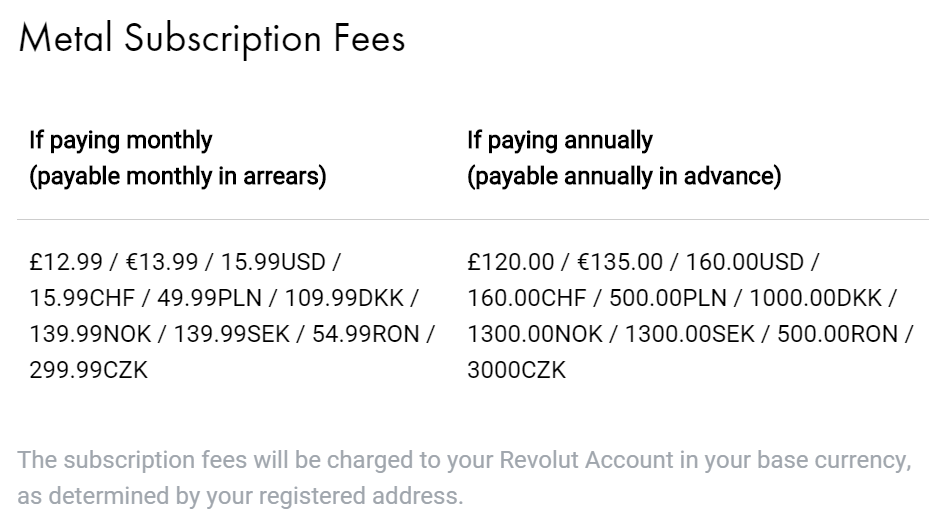 Metal Subscription Fees
If paying monthly
(payable monthly in arrears)
If paying annually
(payable annually in advance)
£12.99 / €13.99 / 15.99USD /
15.99CHF / 49.99PLN / 109.99DKK /
139.99NOK / 139.99SEK / 54.99RON /
299.99CZK
£120.00 / €135.00 / 160.00USD /
160.00CHF / 500.00PLN / 1000.00DKK /
1300.00NOK / 1300.00SEK / 500.00RON /
3000CZK
The subscription fees will be charged to your Revolut Account in your base currency,
as determined by your registered address.